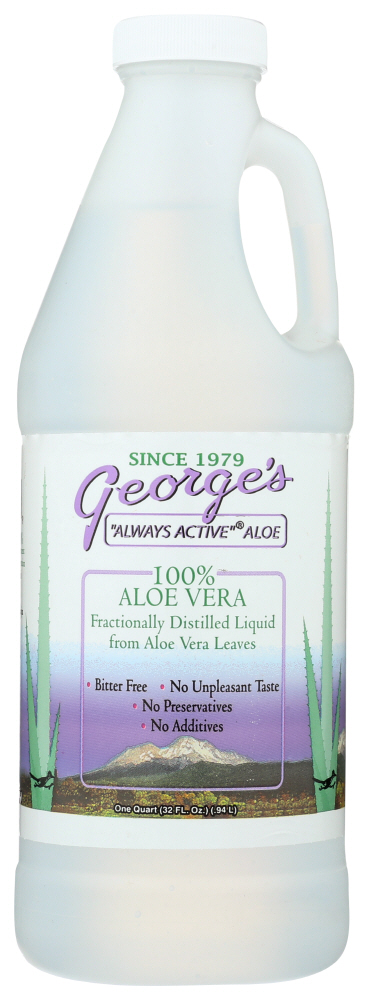 SINCE 1979
George's
"ALWAYS ACTIVE"® ALOE
100%
ALOE VERA
Fractionally Distilled Liquid
from Aloe Vera Leaves
• Bitter Free • No Unpleasant Taste
• No Preservatives
• No Additives
One Quart (32 FL. Oz.) (.94 L)